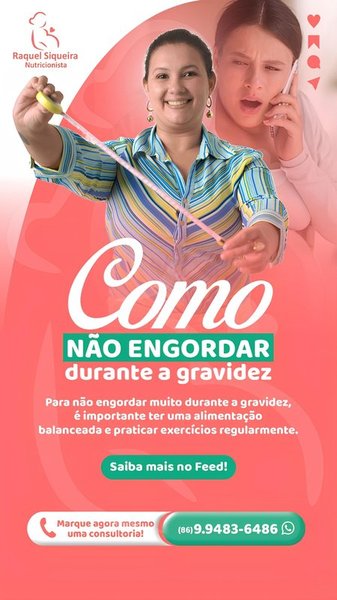 Raquel Siqueira
Nutricionista
Como
NÃO ENGORDAR
durante a gravidez
Para não engordar muito durante a gravidez,
é importante ter uma alimentação
balanceada e praticar exercícios regularmente.
Saiba mais no Feed!
Marque agora mesmo
uma consultoria!
(86)9.9483-6486